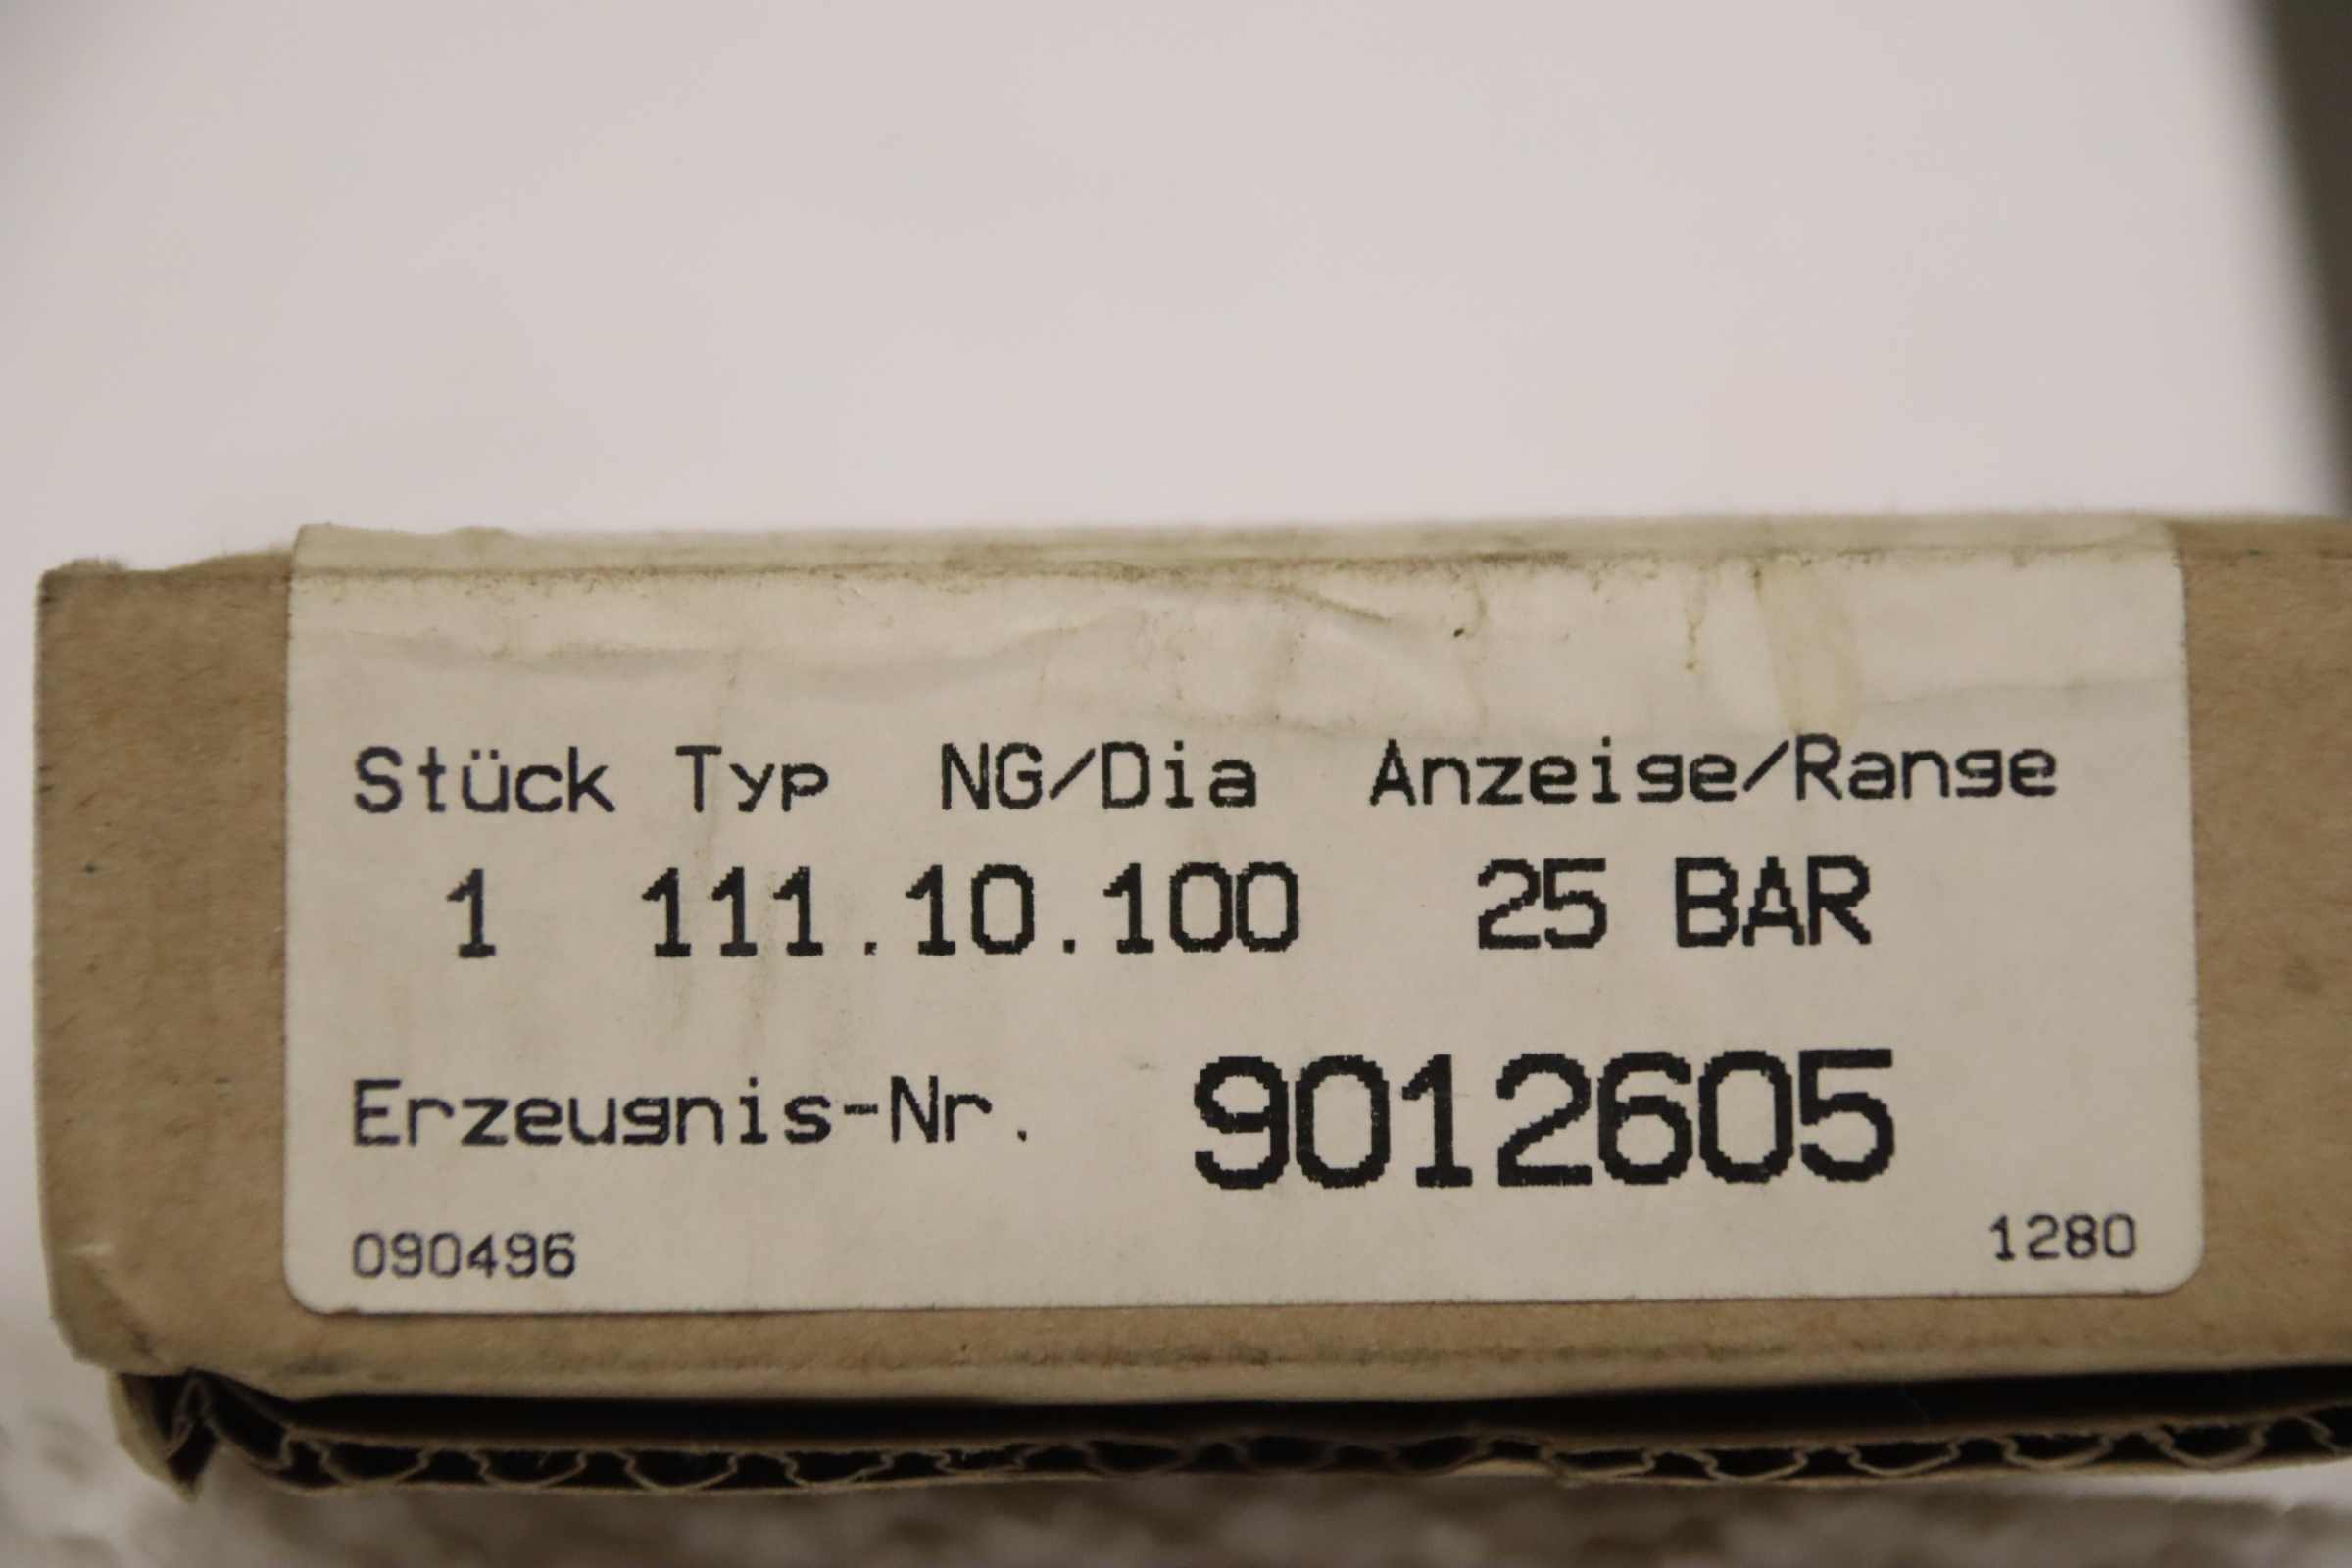 Stück Typ NG/Dia Anzeige/Range
1 111.10.100 25 BAR
Erzeugnis-Nr. 9012605
090496 1280